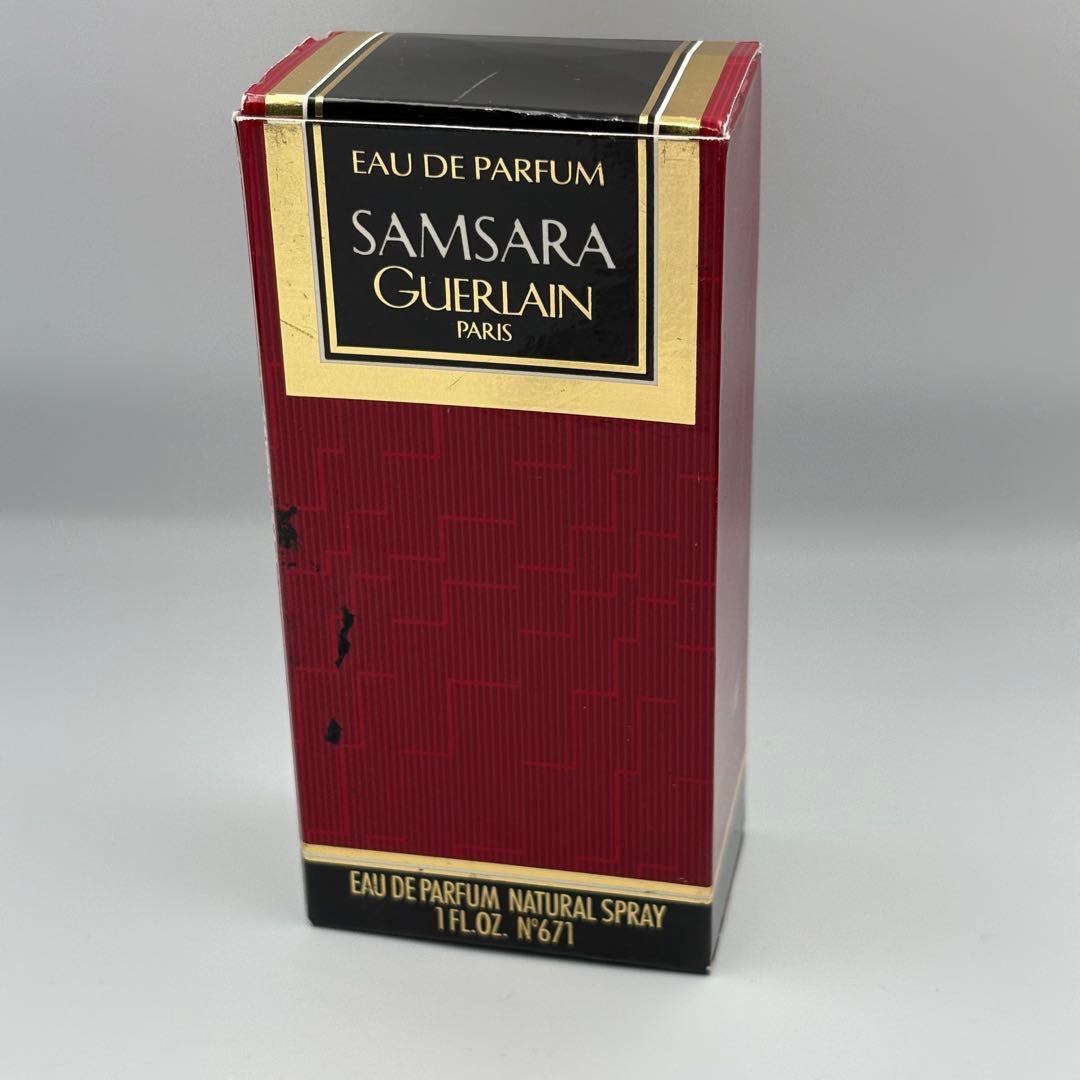 EAU DE PARFUM
SAMSARA
GUERLAIN
PARIS
EAU DE PARFUM NATURAL SPRAY
1 FL.OZ. N°671